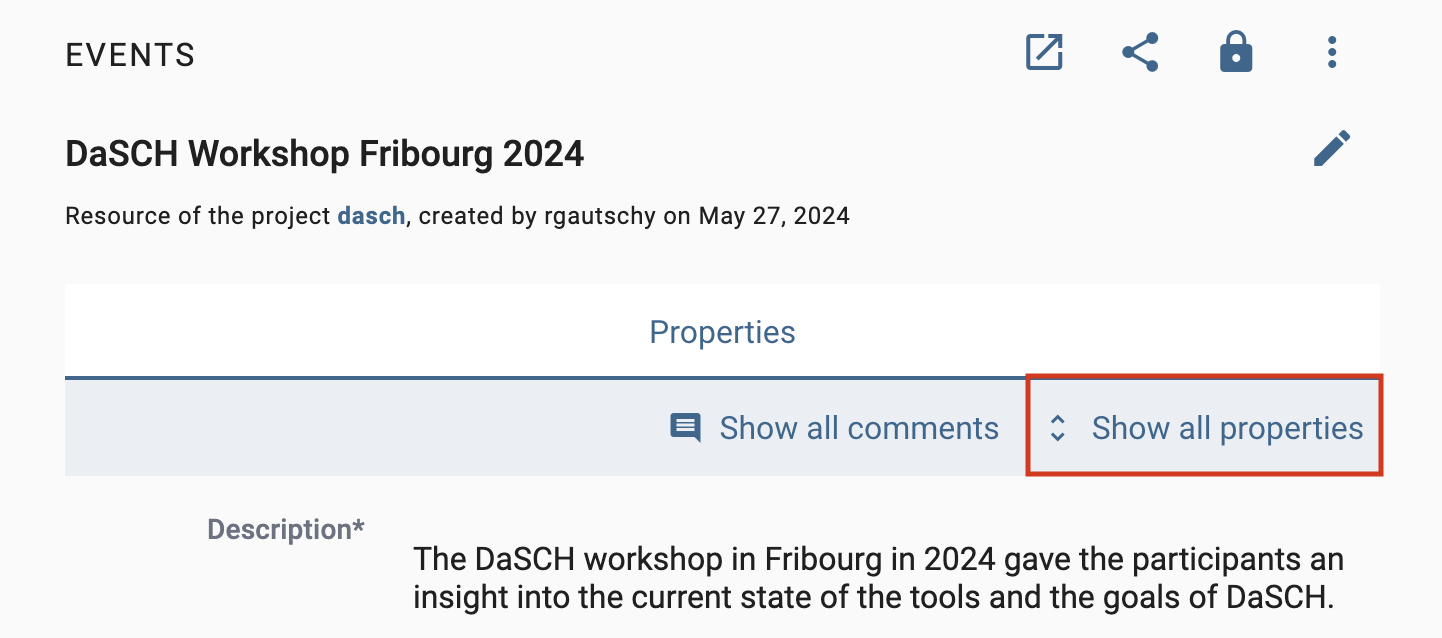 EVENTS
DaSCH Workshop Fribourg 2024
Resource of the project dasch, created by rgautschy on May 27, 2024
Properties
Show all comments
Show all properties
Description*
The DaSCH workshop in Fribourg in 2024 gave the participants an
insight into the current state of the tools and the goals of DaSCH.